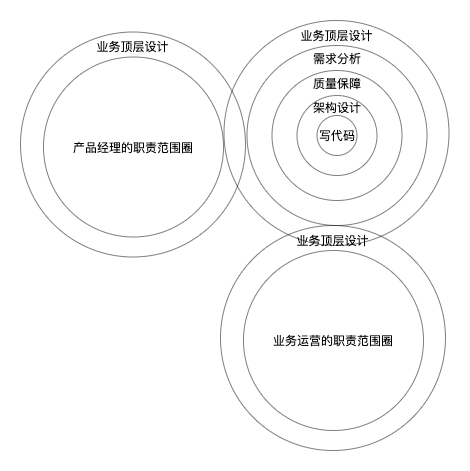 业务顶层设计
产品经理的职责范围圈
业务顶层设计
需求分析
质量保障
架构设计
写代码
业务顶层设计
业务运营的职责范围圈